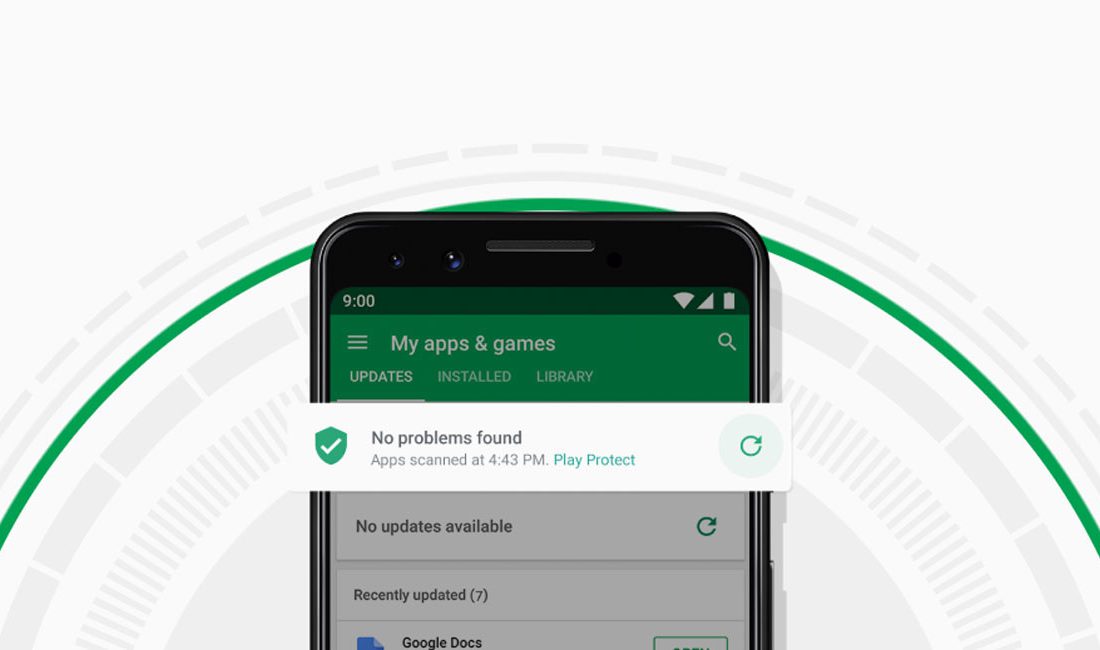 9:00
My apps & games
UPDATES INSTALLED LIBRARY
No problems found
Apps scanned at 4:43 PM. Play Protect
No updates available
Recently updated (7)
Google Docs
OPEN